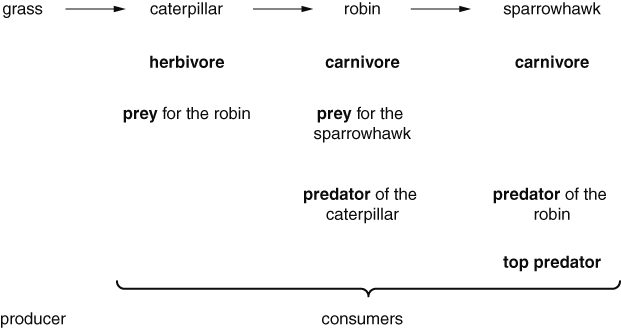 grass caterpillar robin sparrowhawk
herbivore carnivore carnivore
prey for the robin prey for the
sparrowhawk
predator of the predator of the
caterpillar robin
top predator
producer consumers